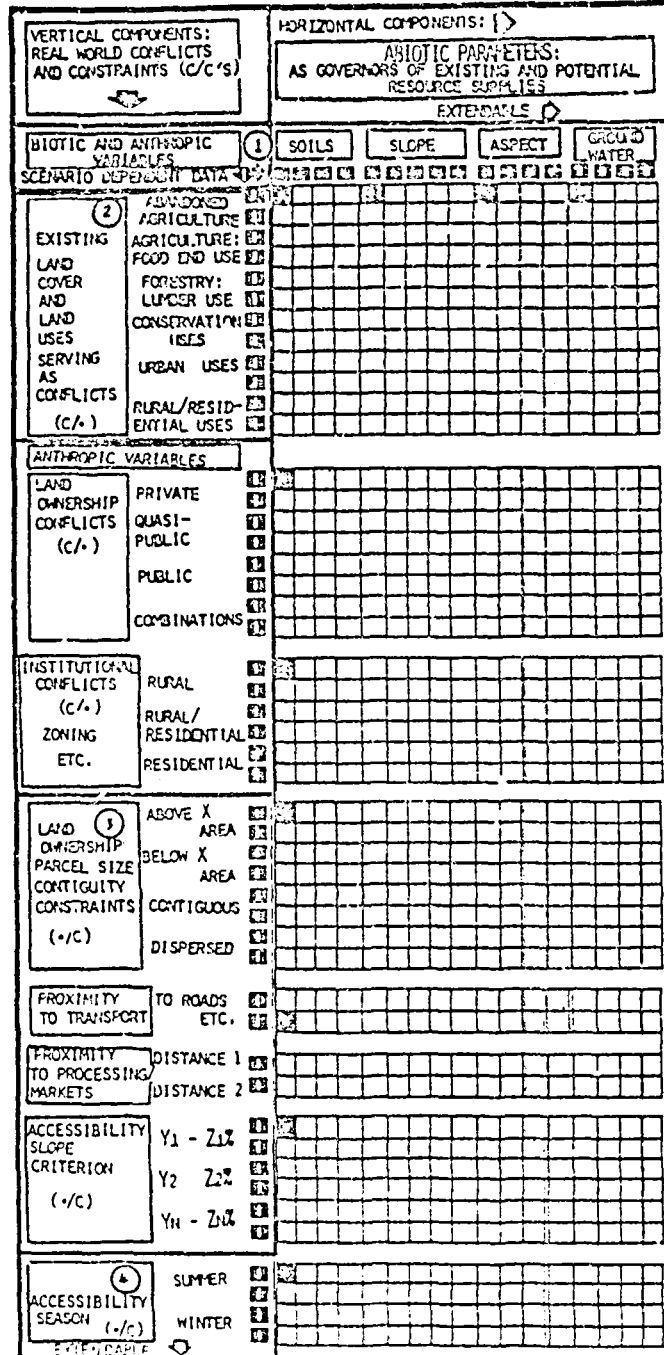 VERTICAL COMPONENTS:
REAL WORLD CONFLICTS
AND CONSTRAINTS (C/C'S)
HORIZONTAL COMPONENTS:
ABIOTIC PARAMETERS:
AS GOVERNORS OF EXISTING AND POTENTIAL
RESOURCE SUPPLIES
EXTENDABLE
BIOTIC AND ANTHROPIC
VARIABLES
1
SCENARIO DEPENDENT DATA
SOILS
SLOPE
ASPECT
GROUND
WATER
2
EXISTING
LAND
COVER
AND
LAND
USES
SERVING
AS
CONFLICTS
(C/•)
ABANDONED
AGRICULTURE
AGRICULTURE:
FOOD END USE
FORESTRY:
LUMBER USE
CONSERVATION
USES
URBAN USES
RURAL/RESID-
ENTIAL USES
ANTHROPIC VARIABLES
LAND
OWNERSHIP
CONFLICTS
(C/•)
PRIVATE
QUASI-
PUBLIC
PUBLIC
COMBINATIONS
INSTITUTIONAL
CONFLICTS
(C/•)
ZONING
ETC.
RURAL
RURAL/
RESIDENTIAL
RESIDENTIAL
LAND 3
OWNERSHIP
PARCEL SIZE
CONTIGUITY
CONSTRAINTS
(•/C)
ABOVE X
AREA
BELOW X
AREA
CONTIGUOUS
DISPERSED
PROXIMITY
TO TRANSPORT
TO ROADS
ETC.
PROXIMITY
TO PROCESSING/
MARKETS
DISTANCE 1
DISTANCE 2
ACCESSIBILITY
SLOPE
CRITERION
(•/C)
Y1 - Z1%
Y2 Z2%
YN - ZN%
4
ACCESSIBILITY
SEASON (•/C)
SUMMER
WINTER
EXTENDABLE